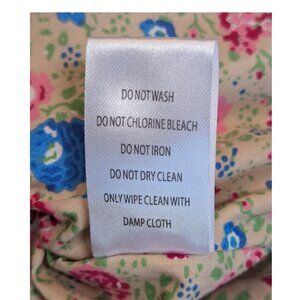 DO NOT WASH
DO NOT CHLORINE BLEACH
DO NOT IRON
DO NOT DRY CLEAN
ONLY WIPE CLEAN WITH
DAMP CLOTH